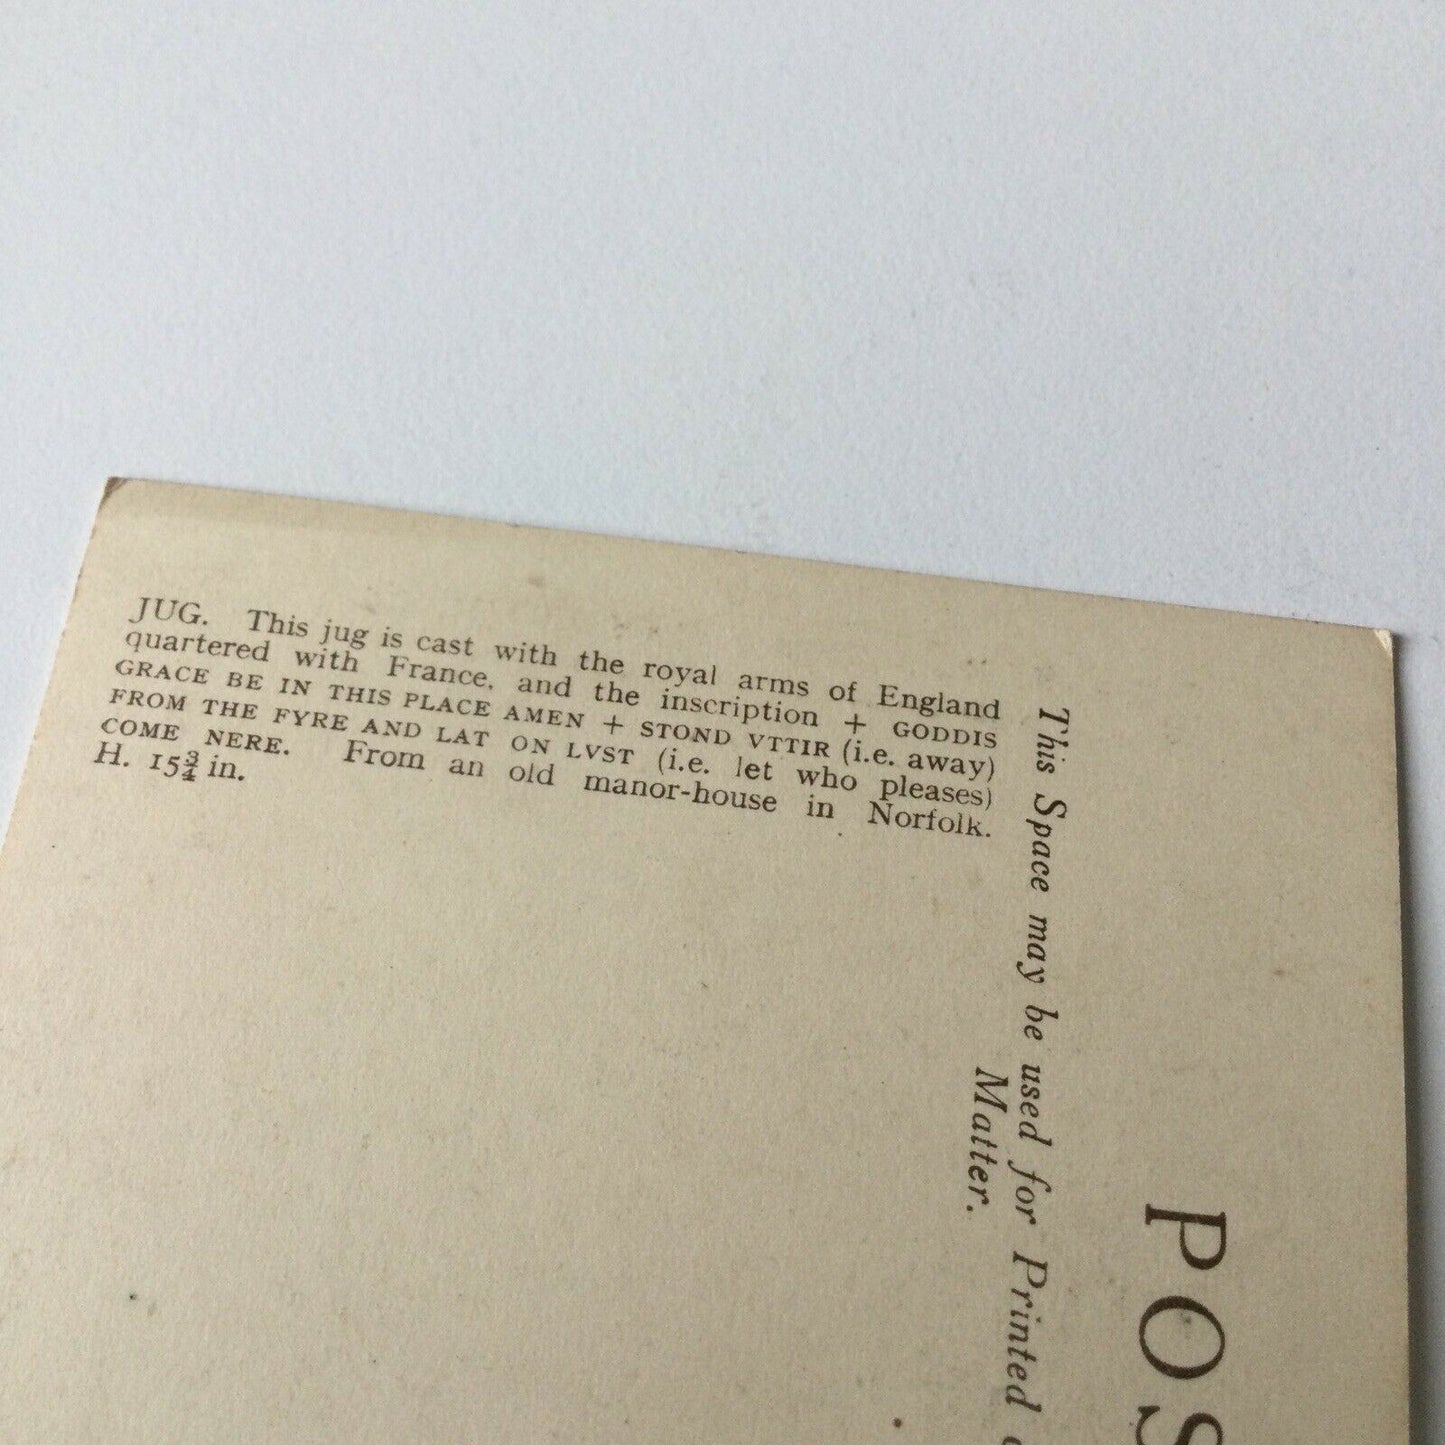 JUG. This jug is cast with the royal arms of England
quartered with France, and the inscription + GODDIS
GRACE BE IN THIS PLACE AMEN + STOND VTTIR (i.e. away)
FROM THE FYRE AND LAT ON LVST (i.e. let who pleases)
COME NERE. From an old manor-house in Norfolk.
H. 15¾ in.
This Space may be used for Printed
Matter.
POS